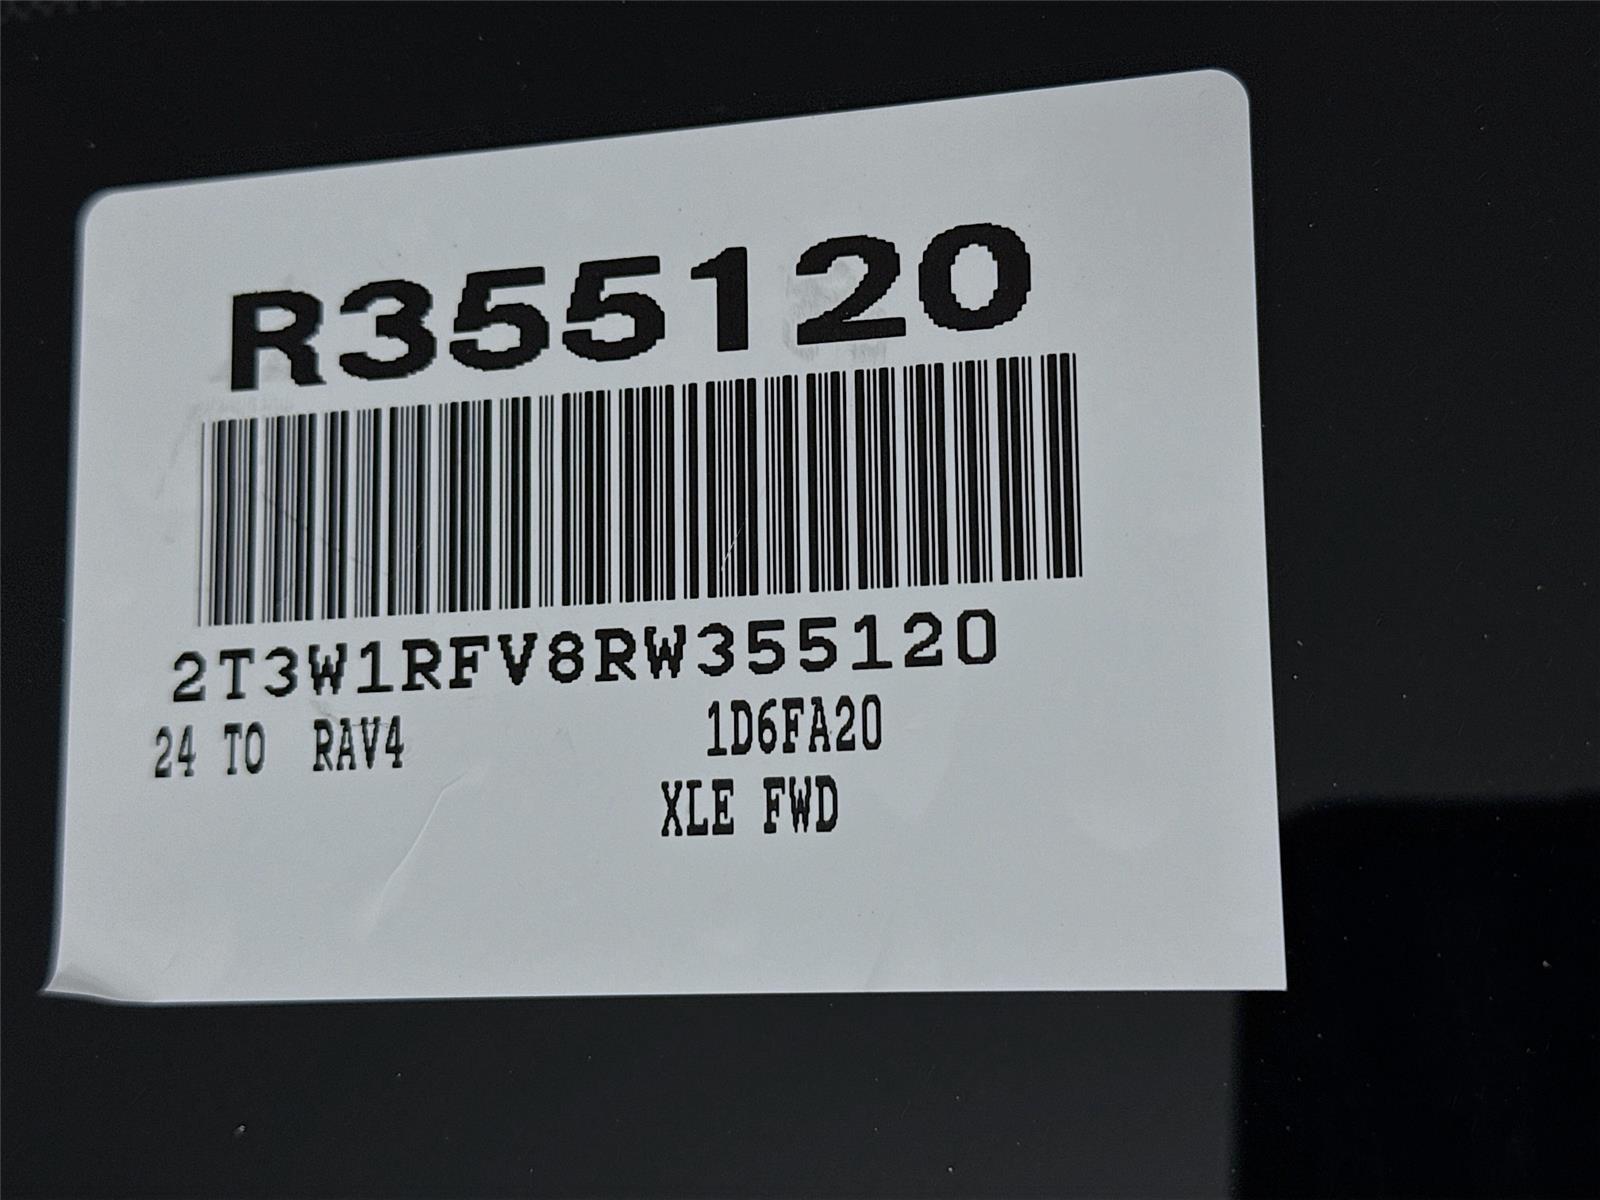 R355120
2T3W1RFV8RW355120
24 TO RAV4 1D6FA20
XLE FWD